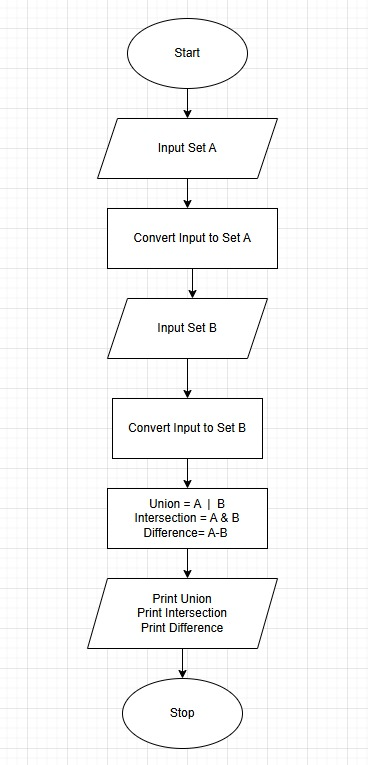 Start
Input Set A
Convert Input to Set A
Input Set B
Convert Input to Set B
Union = A | B
Intersection = A & B
Difference= A-B
Print Union
Print Intersection
Print Difference
Stop